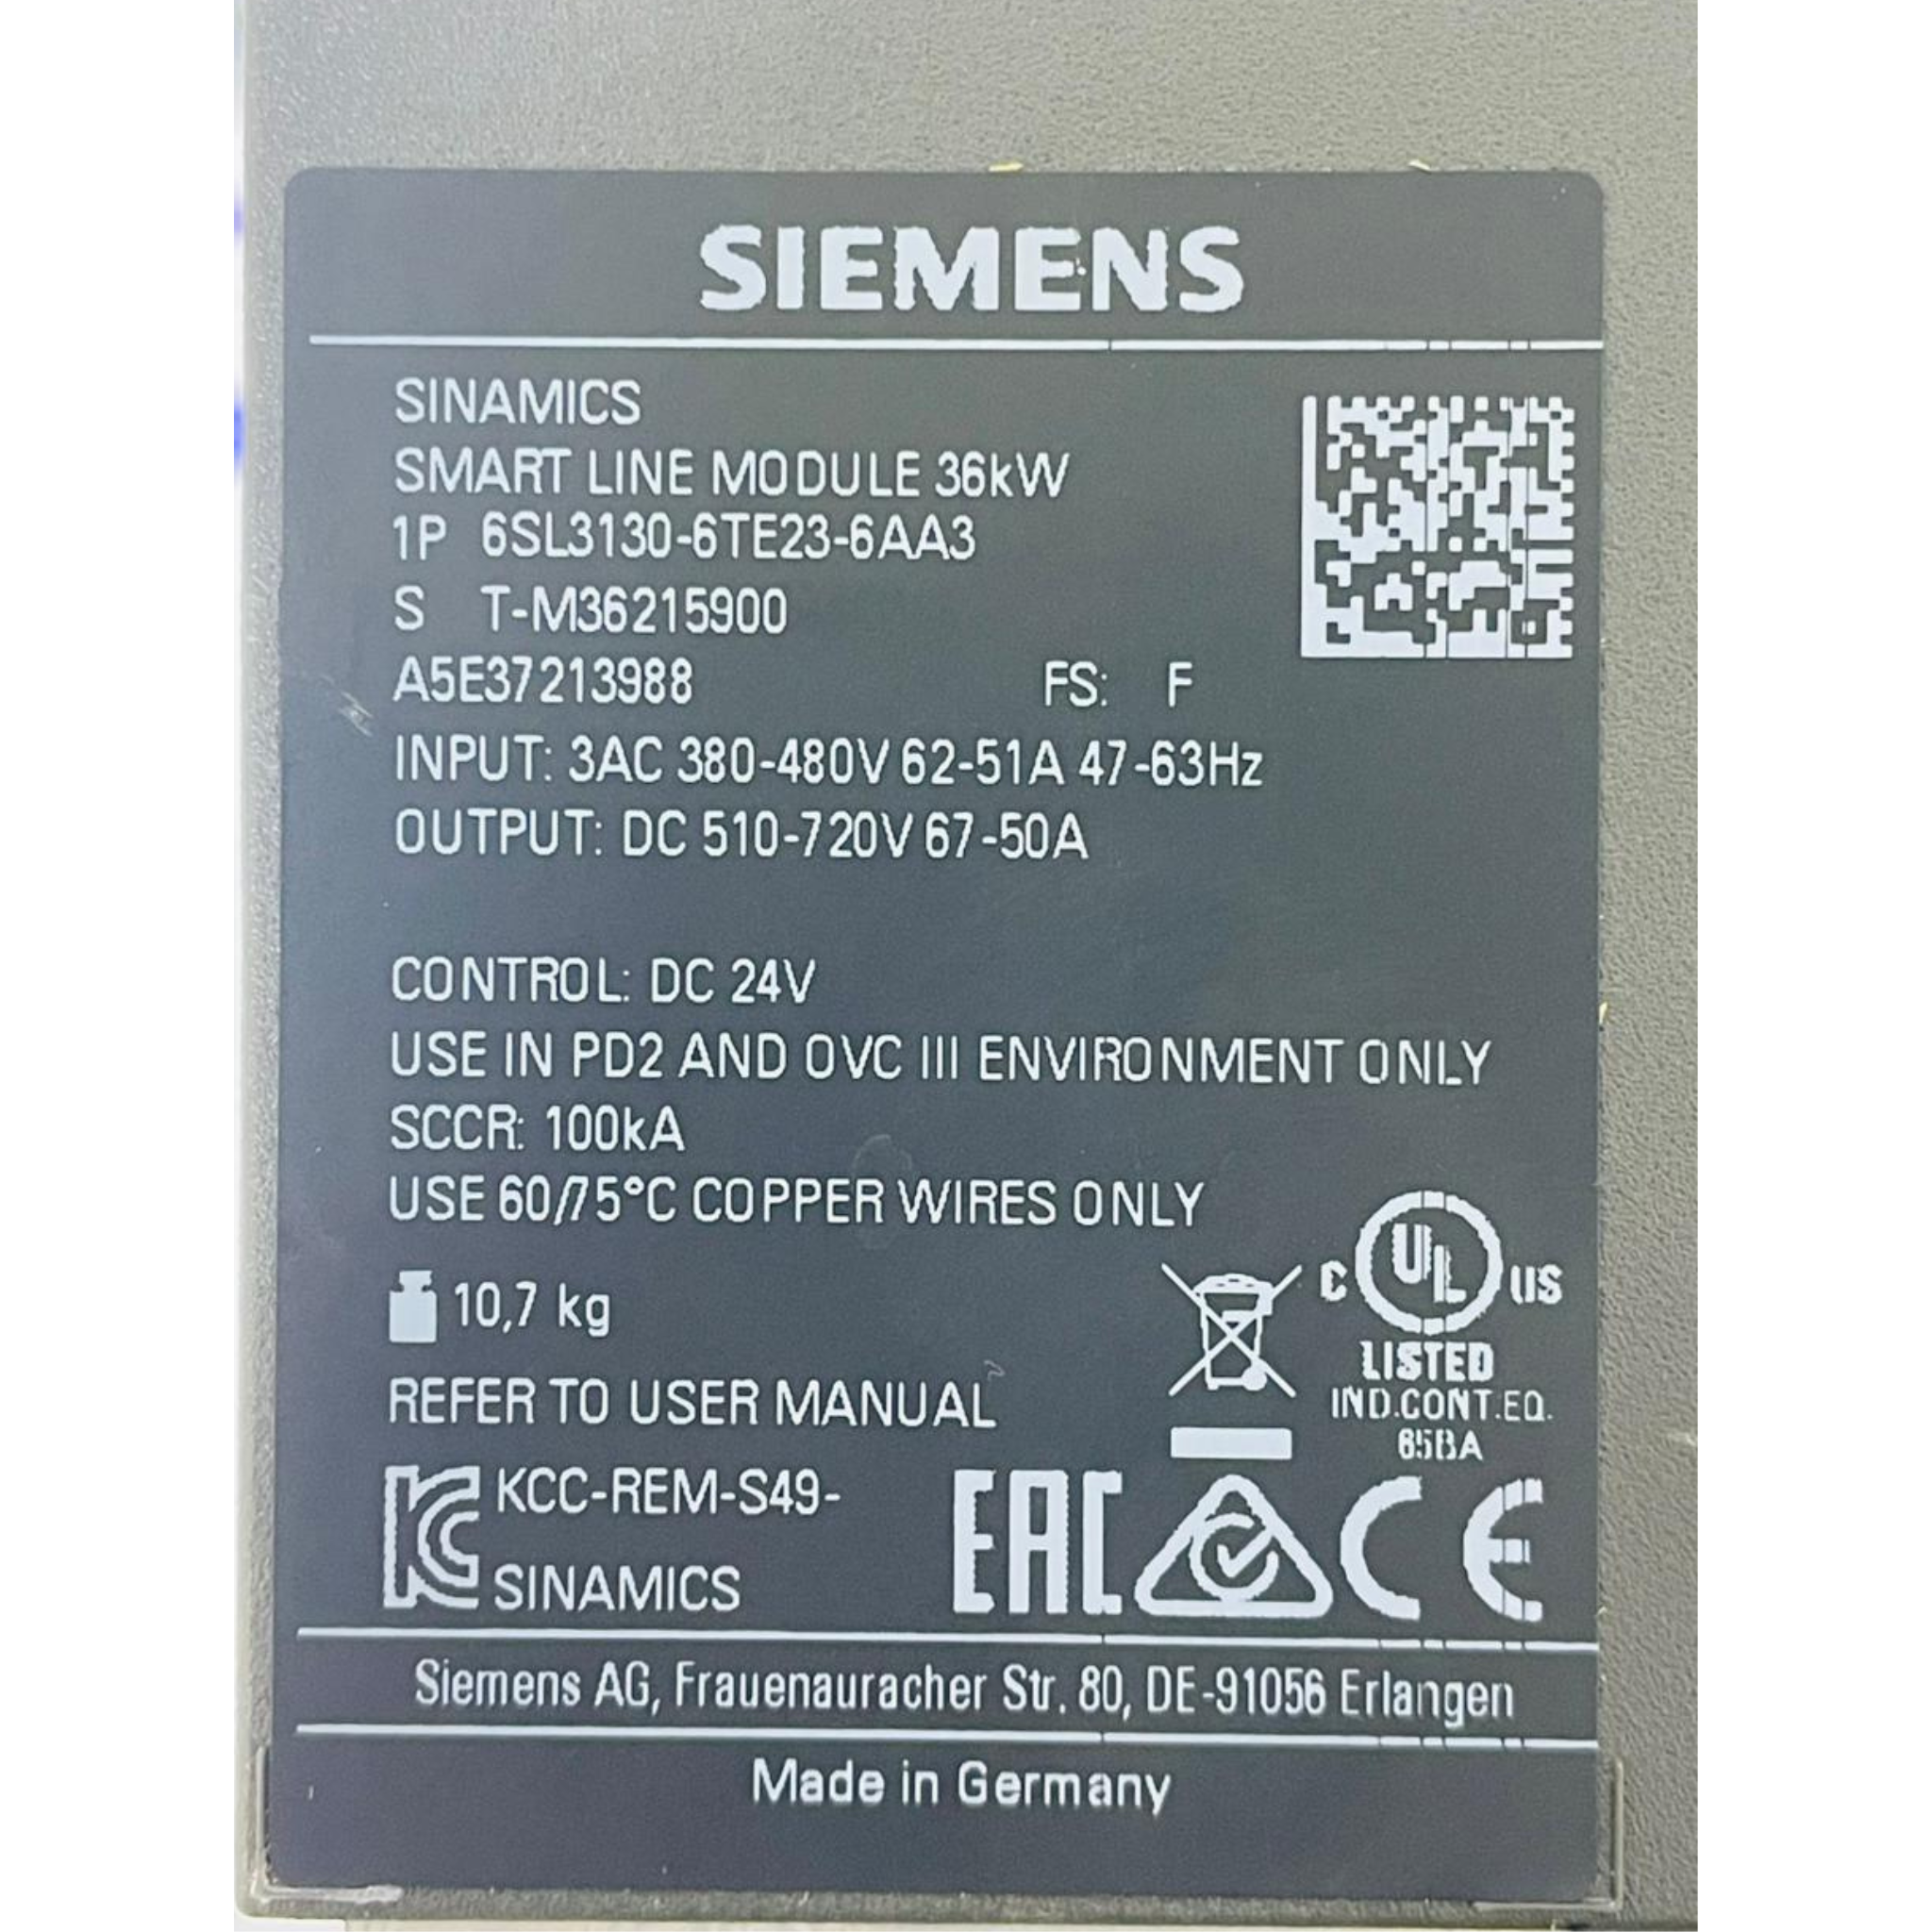 SIEMENS
SINAMICS
SMART LINE MODULE 36kW
1P 6SL3130-6TE23-6AA3
S T-M36215900
A5E37213988 FS: F
INPUT: 3AC 380-480V 62-51A 47-63Hz
OUTPUT: DC 510-720V 67-50A
CONTROL: DC 24V
USE IN PD2 AND OVC III ENVIRONMENT ONLY
SCCR: 100kA
USE 60/75°C COPPER WIRES ONLY
10,7 kg
C UL US
LISTED
IND.CONT.EQ.
65BA
REFER TO USER MANUAL
KCC-REM-S49-
SINAMICS
EAC CE
Siemens AG, Frauenauracher Str. 80, DE-91056 Erlangen
Made in Germany